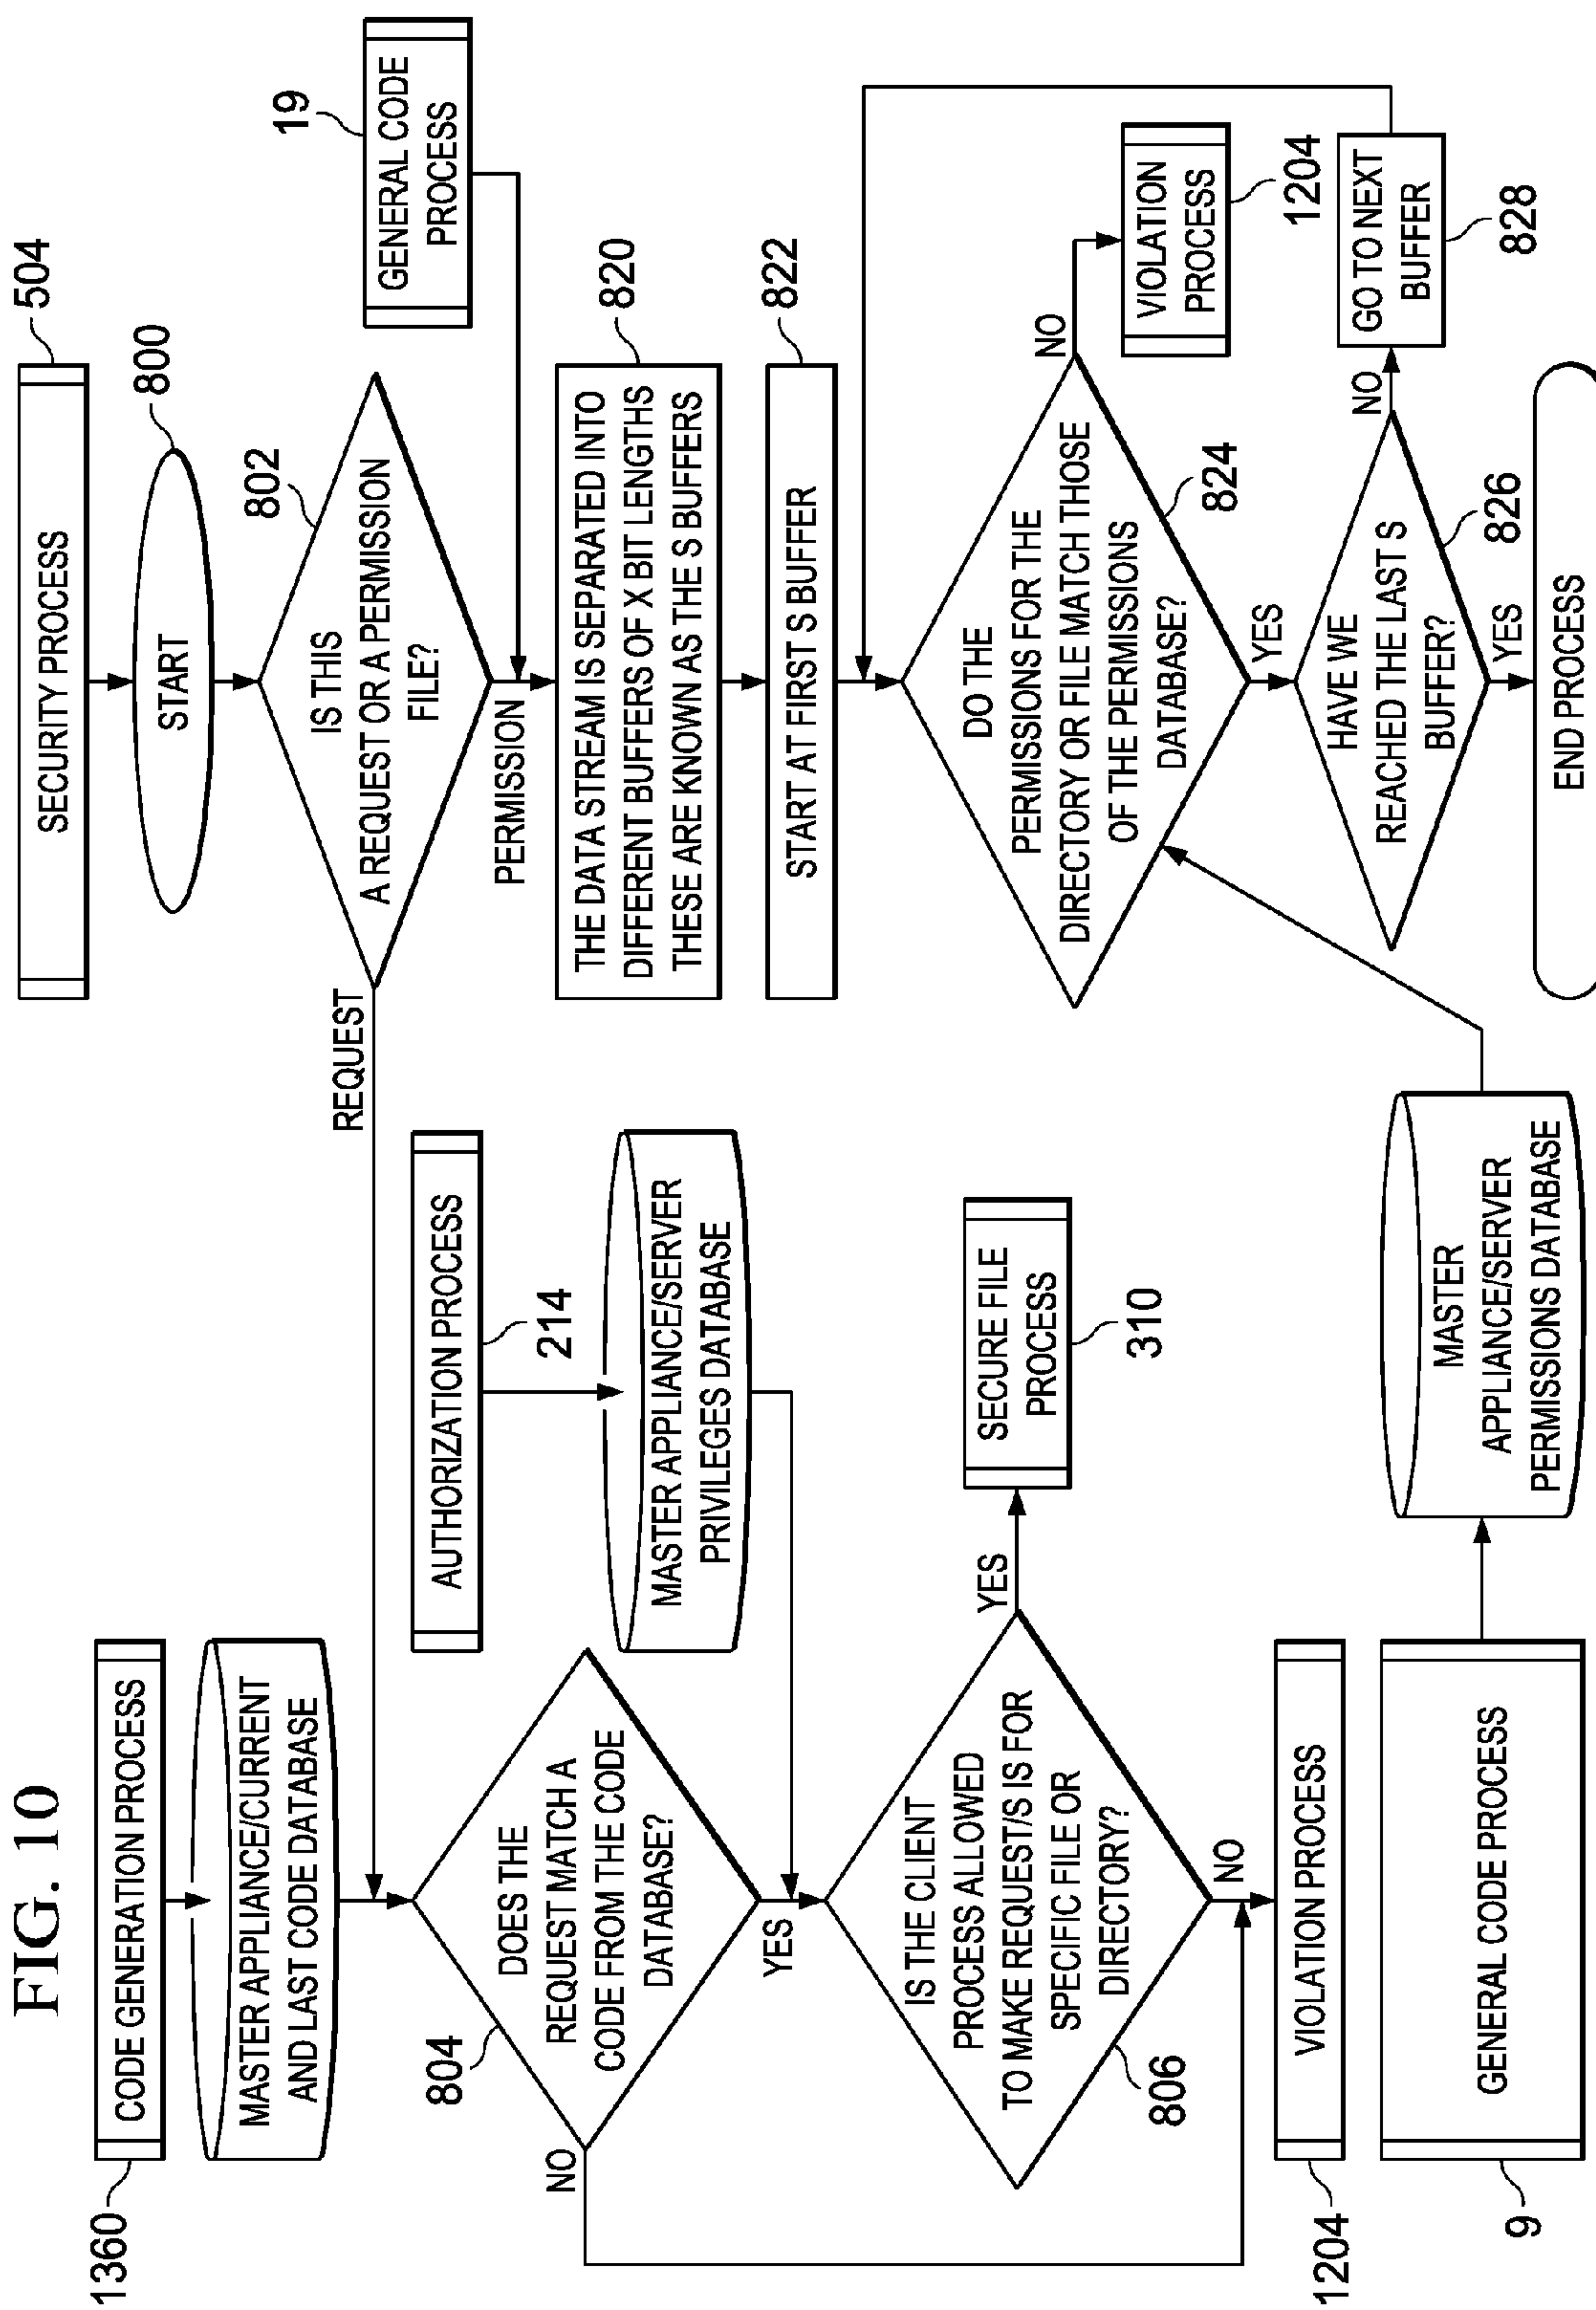 FIG. 10
1360
CODE GENERATION PROCESS
MASTER APPLIANCE/CURRENT
AND LAST CODE DATABASE
804
DOES THE
REQUEST MATCH A
CODE FROM THE CODE
DATABASE?
NO
YES
AUTHORIZATION PROCESS
214
MASTER APPLIANCE/SERVER
PRIVILEGES DATABASE
IS THE CLIENT
PROCESS ALLOWED
TO MAKE REQUEST/S IS FOR
SPECIFIC FILE OR
DIRECTORY?
806
YES
SECURE FILE
PROCESS
310
NO
VIOLATION PROCESS
1204
GENERAL CODE PROCESS
9
MASTER
APPLIANCE/SERVER
PERMISSIONS DATABASE
SECURITY PROCESS
504
START
800
IS THIS
A REQUEST OR A PERMISSION
FILE?
802
REQUEST
PERMISSION
19
GENERAL CODE
PROCESS
THE DATA STREAM IS SEPARATED INTO
DIFFERENT BUFFERS OF X BIT LENGTHS
THESE ARE KNOWN AS THE S BUFFERS
820
START AT FIRST S BUFFER
822
DO THE
PERMISSIONS FOR THE
DIRECTORY OR FILE MATCH THOSE
OF THE PERMISSIONS
DATABASE?
824
NO
VIOLATION
PROCESS
1204
YES
HAVE WE
REACHED THE LAST S
BUFFER?
826
NO
GO TO NEXT
BUFFER
828
YES
END PROCESS